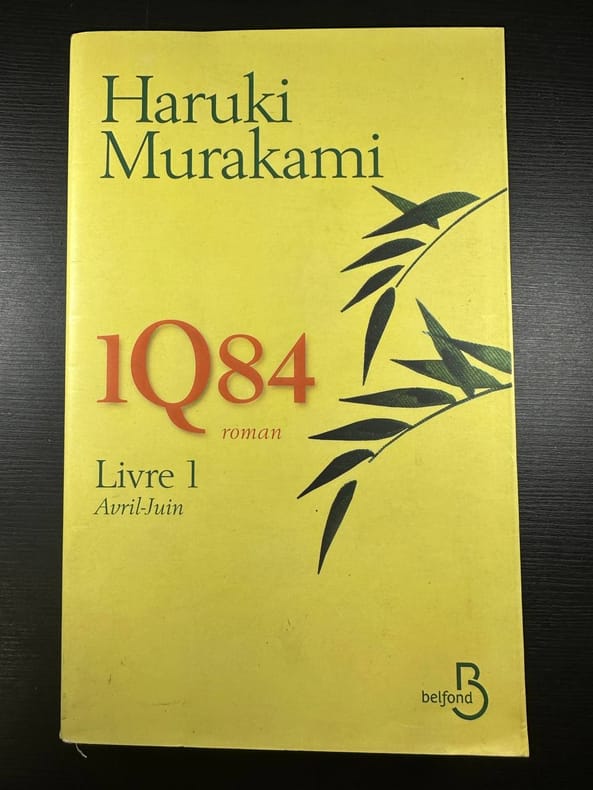 Haruki
Murakami
1Q84
roman
Livre 1
Avril-Juin
belfond
B